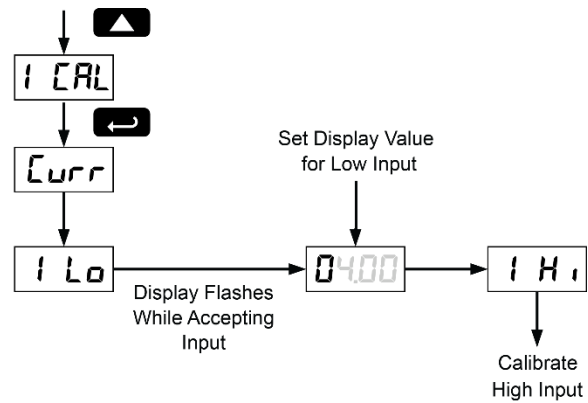 1 CAL
Curr
Set Display Value
for Low Input
1 Lo
Display Flashes
While Accepting
Input
04.00
1 Hi
Calibrate
High Input